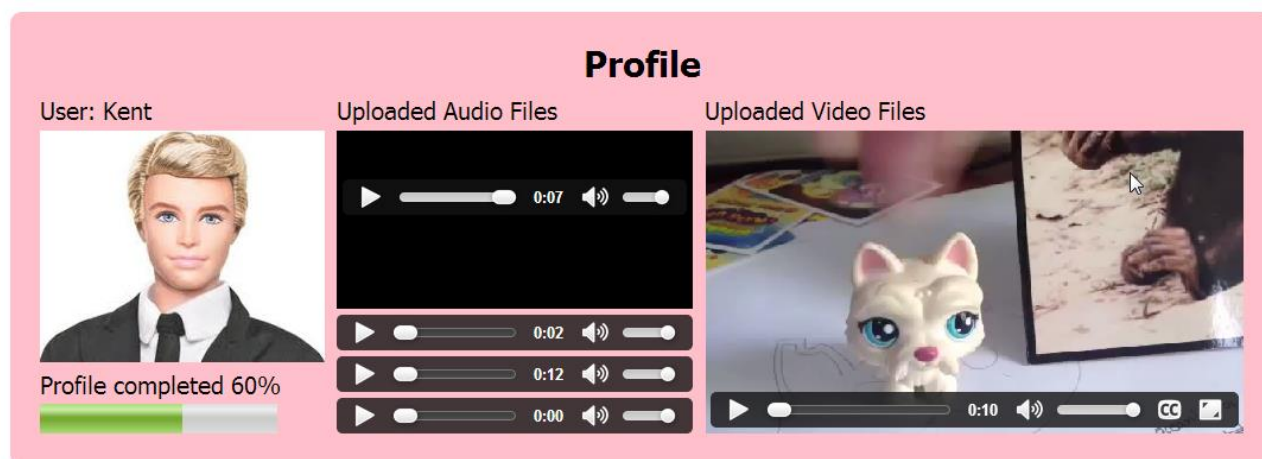 Profile
User: Kent
Uploaded Audio Files
Uploaded Video Files
0:07
0:02
0:12
0:00
Profile completed 60%
0:10
CC